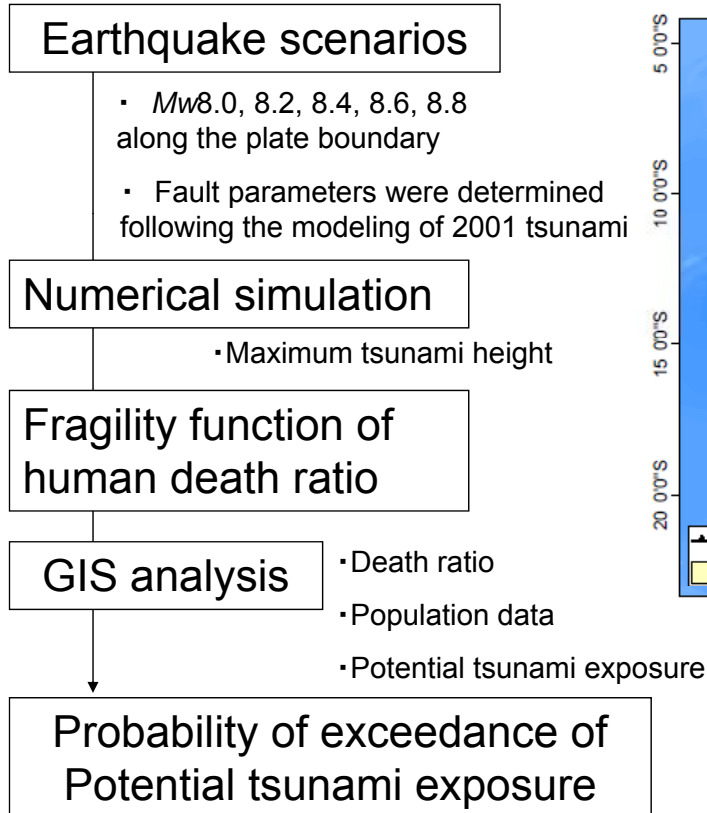 Earthquake scenarios
・ Mw8.0, 8.2, 8.4, 8.6, 8.8
along the plate boundary
・ Fault parameters were determined
following the modeling of 2001 tsunami
Numerical simulation
・Maximum tsunami height
Fragility function of
human death ratio
GIS analysis
・Death ratio
・Population data
・Potential tsunami exposure
Probability of exceedance of
Potential tsunami exposure
5 0'0"S
10 0'0"S
15 0'0"S
20 0'0"S